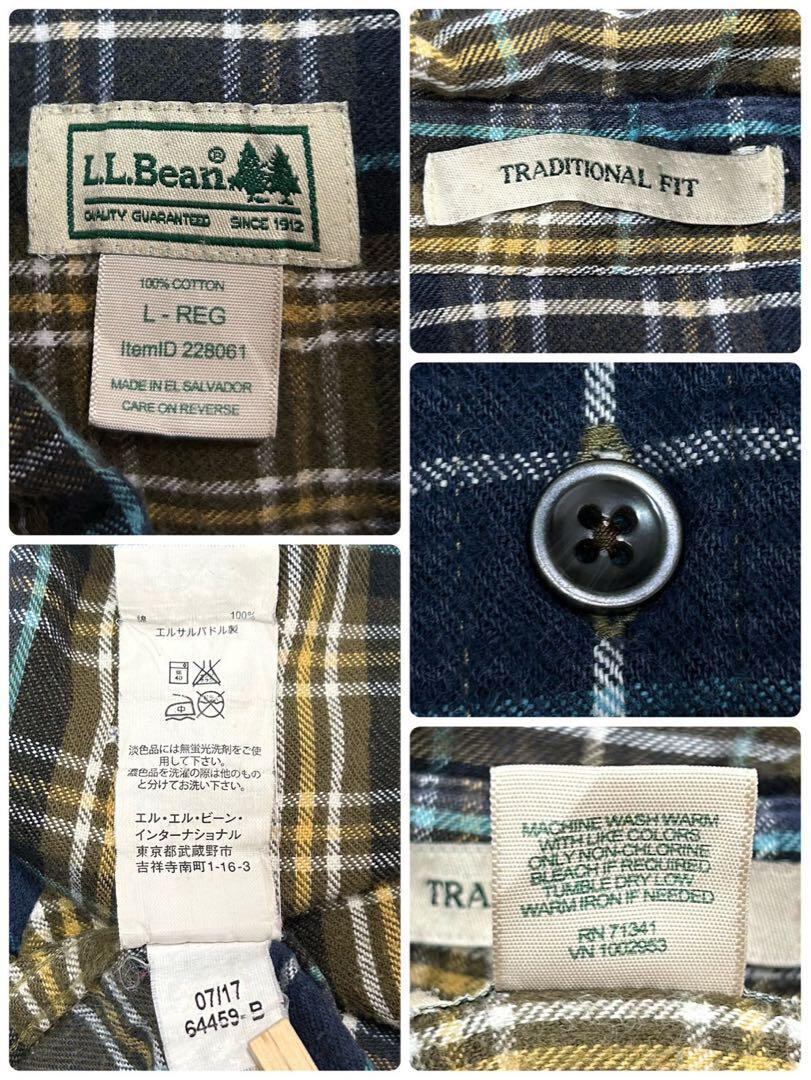 L.L.Bean®
QUALITY GUARANTEED SINCE 1912
100% COTTON
L - REG
ItemID 228061
MADE IN EL SALVADOR
CARE ON REVERSE
TRADITIONAL FIT
綿 100%
エルサルバドル製
40
中
淡色品には無蛍光洗剤をご使
用して下さい。
濃色品を洗濯の際は他のもの
と分けてお洗い下さい。
エル・エル・ビーン・
インターナショナル
東京都武蔵野市
吉祥寺南町1-16-3
07/17
64459-B
MACHINE WASH WARM
WITH LIKE COLORS
ONLY NON-CHLORINE
BLEACH IF REQUIRED
TUMBLE DRY LOW
WARM IRON IF NEEDED
RN 71341
VN 1002953
TRA